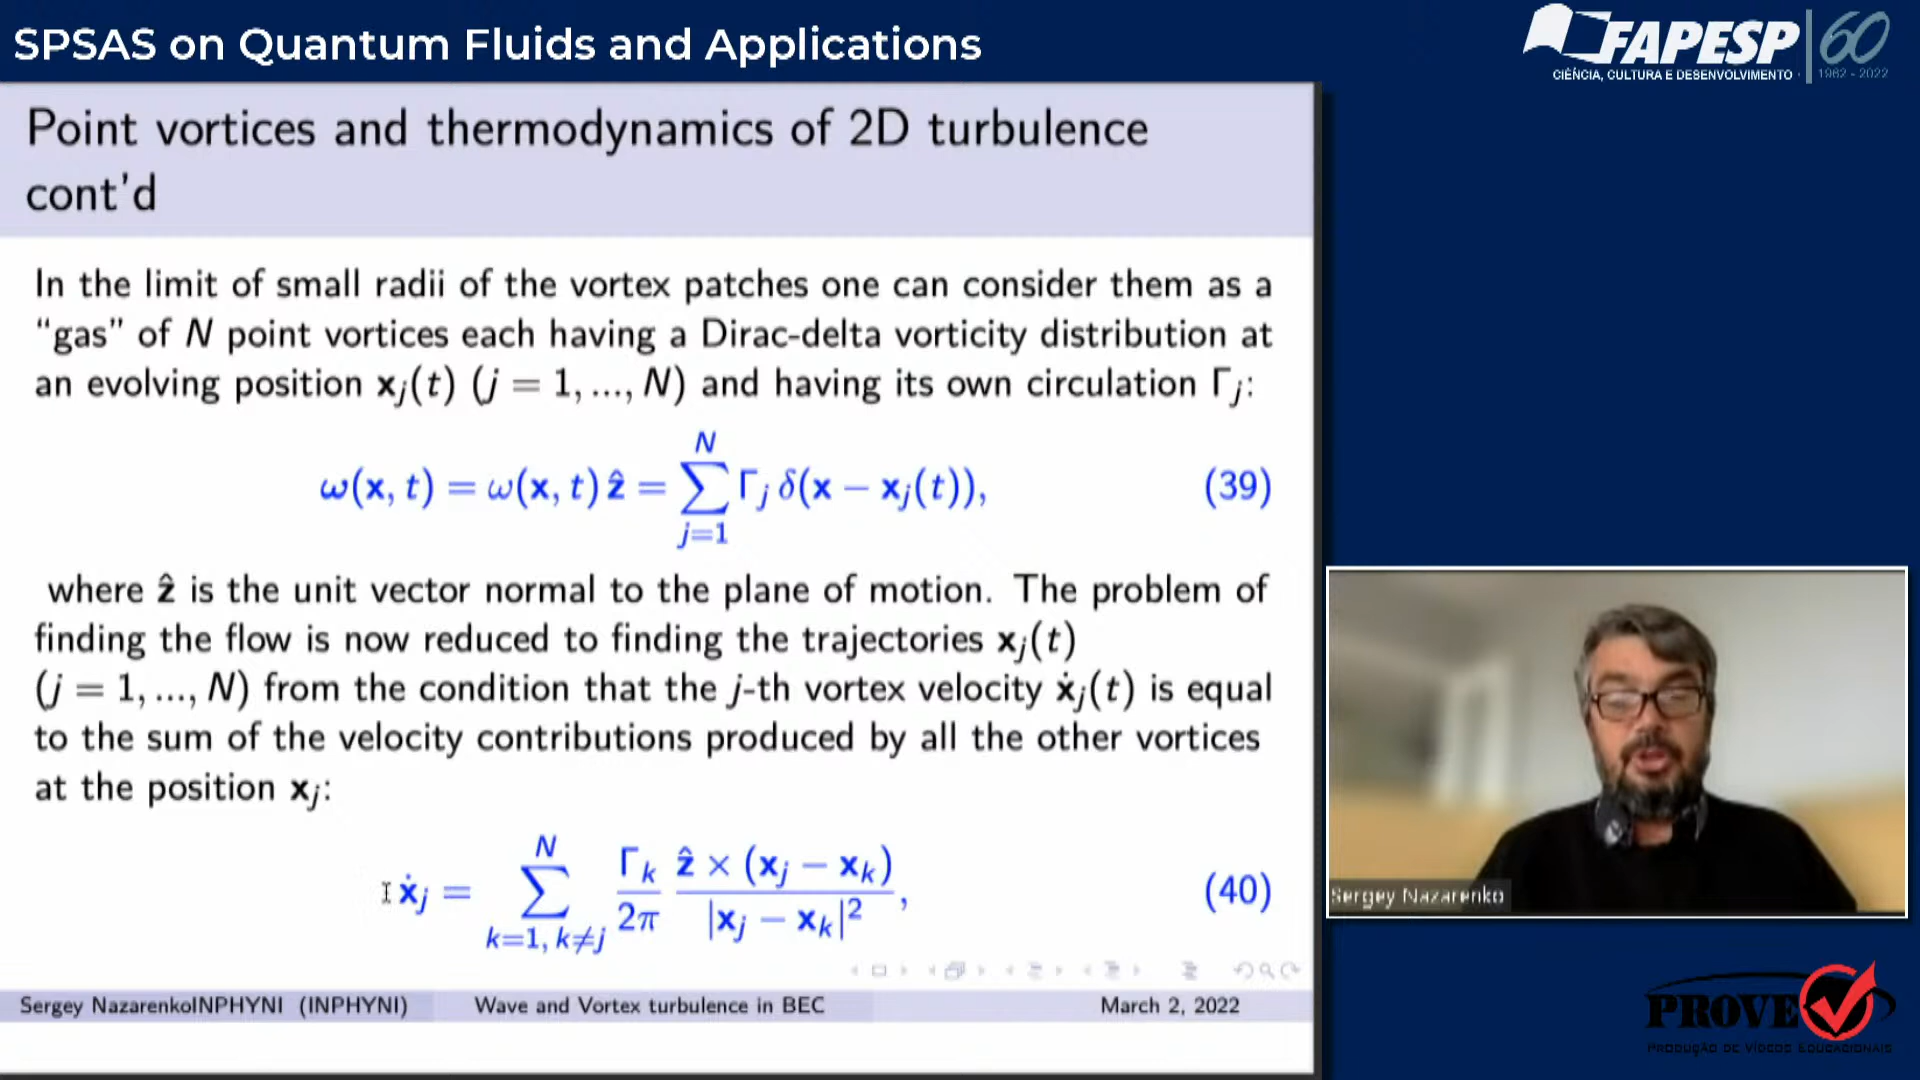 SPSAS on Quantum Fluids and Applications
FAPESP 60
CIÊNCIA, CULTURA E DESENVOLVIMENTO
1962 - 2022
Point vortices and thermodynamics of 2D turbulence
cont'd
In the limit of small radii of the vortex patches one can consider them as a
“gas” of N point vortices each having a Dirac-delta vorticity distribution at
an evolving position x_j(t) (j = 1, ..., N) and having its own circulation Γ_j:
ω(x, t) = ω(x, t) ẑ = ∑_{j=1}^{N} Γ_j δ(x − x_j(t)), (39)
where ẑ is the unit vector normal to the plane of motion. The problem of
finding the flow is now reduced to finding the trajectories x_j(t)
(j = 1, ..., N) from the condition that the j-th vortex velocity ẋ_j(t) is equal
to the sum of the velocity contributions produced by all the other vortices
at the position x_j:
ẋ_j = ∑_{k=1, k≠j}^{N} Γ_k/2π ẑ × (x_j − x_k)/|x_j − x_k|², (40)
Sergey NazarenkoINPHYNI (INPHYNI) Wave and Vortex turbulence in BEC March 2, 2022
Sergey Nazarenko
PROVE
PRODUÇÃO DE VÍDEOS EDUCACIONAIS